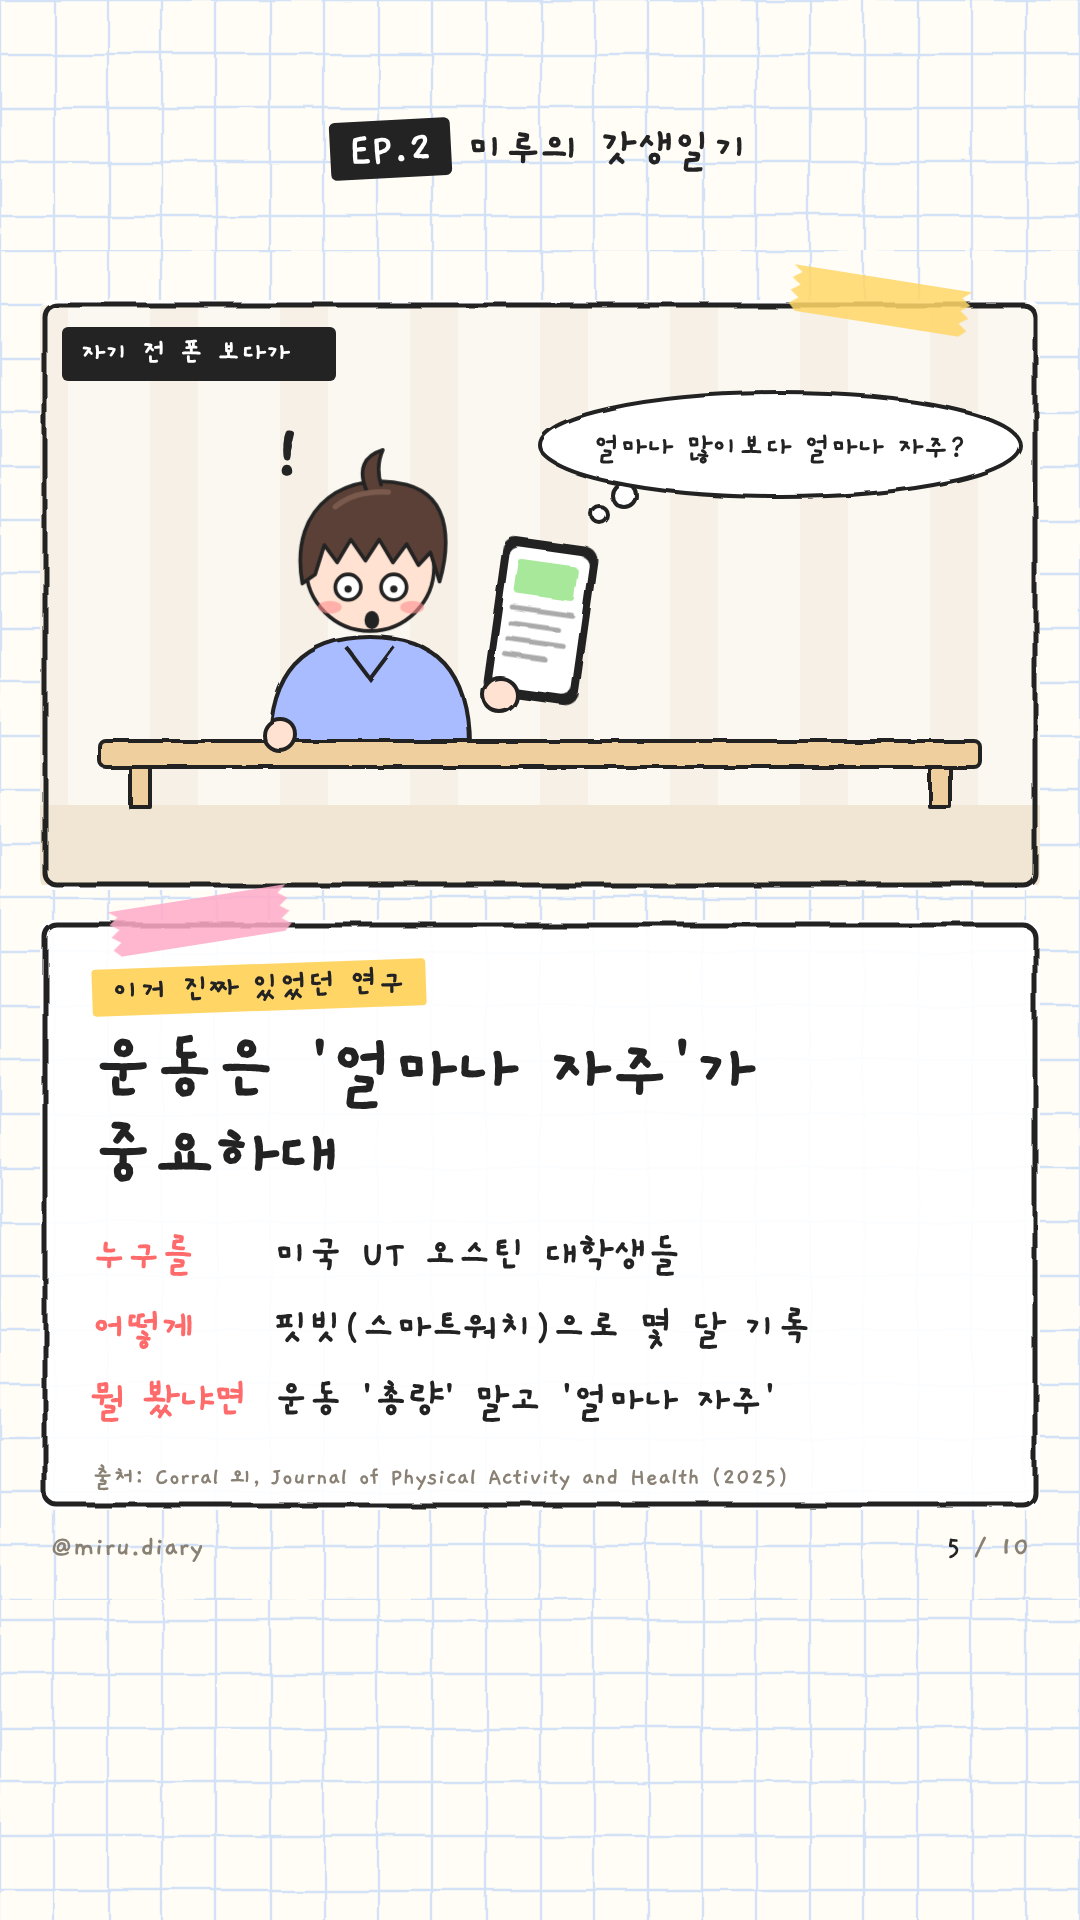 EP.2 미루의 갓생일기
자기 전 폰 보다가
!
얼마나 많이보다 얼마나 자주?
이거 진짜 있었던 연구
운동은 '얼마나 자주'가
중요하대
누구를 미국 UT 오스틴 대학생들
어떻게 핏빗(스마트워치)으로 몇 달 기록
뭘 봤냐면 운동 '총량' 말고 '얼마나 자주'
출처: Corral 외, Journal of Physical Activity and Health (2025)
@miru.diary 5 / 10